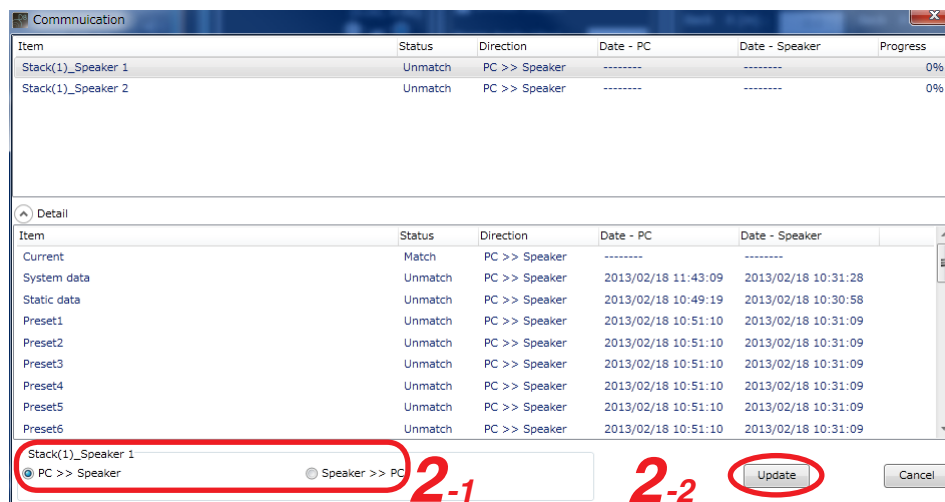 Commnuication
Item Status Direction Date - PC Date - Speaker Progress
Stack(1)_Speaker 1 Unmatch PC >> Speaker -------- -------- 0%
Stack(1)_Speaker 2 Unmatch PC >> Speaker -------- -------- 0%
Detail
Item Status Direction Date - PC Date - Speaker
Current Match PC >> Speaker -------- --------
System data Unmatch PC >> Speaker 2013/02/18 11:43:09 2013/02/18 10:31:28
Static data Unmatch PC >> Speaker 2013/02/18 10:49:19 2013/02/18 10:30:58
Preset1 Unmatch PC >> Speaker 2013/02/18 10:51:10 2013/02/18 10:31:09
Preset2 Unmatch PC >> Speaker 2013/02/18 10:51:10 2013/02/18 10:31:09
Preset3 Unmatch PC >> Speaker 2013/02/18 10:51:10 2013/02/18 10:31:09
Preset4 Unmatch PC >> Speaker 2013/02/18 10:51:10 2013/02/18 10:31:09
Preset5 Unmatch PC >> Speaker 2013/02/18 10:51:10 2013/02/18 10:31:09
Preset6 Unmatch PC >> Speaker 2013/02/18 10:51:10 2013/02/18 10:31:09
Stack(1)_Speaker 1
PC >> Speaker Speaker >> PC 2-1 2-2 Update Cancel